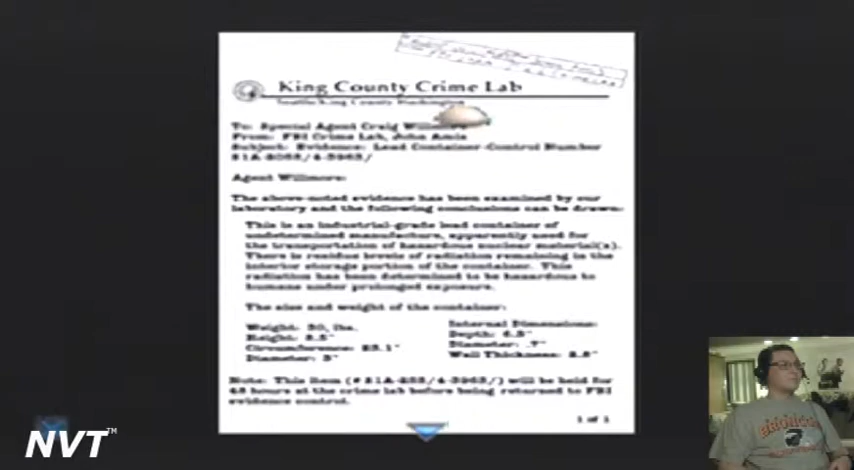 King County Crime Lab
Seattle/King County Washington
To: Special Agent Craig Willmore
From: FBI Crime Lab, John Amis
Subject: Evidence: Lead Container-Control Number
Agent Willmore:
The above-noted evidence has been examined by our
laboratory and the following conclusions can be drawn:
This is an industrial-grade lead container of
undetermined manufacture, apparently used for
the transportation of hazardous nuclear material(s).
There is residue levels of radiation remaining in the
interior storage portion of the container. This
radiation has been determined to be hazardous to
humans under prolonged exposure.
The size and weight of the container:
Weight: lbs.
Height:
Circumference:
Diameter:
Internal Dimensions:
Depth:
Diameter: .7"
Wall Thickness:
Note: This item will be held for
48 hours at the crime lab before being returned to FBI
evidence control.
1 of 1
NVT™
BRONCOS